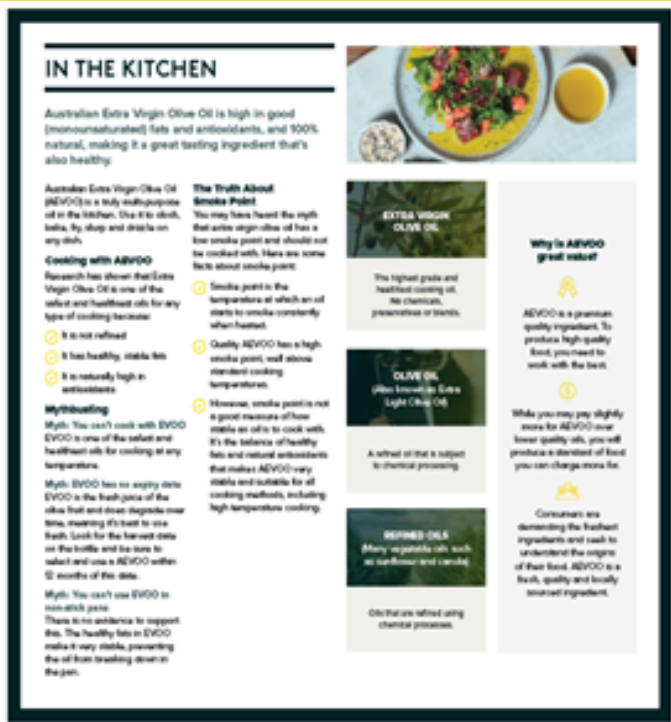 IN THE KITCHEN
Australian Extra Virgin Olive Oil is high in good
(monounsaturated) fats and antioxidants, and 100%
natural, making it a great tasting ingredient that's
also healthy.
Australian Extra Virgin Olive Oil
(AEVOO) is a truly multipurpose
oil in the kitchen. Use it to
bake, fry, and drizzle on
any dish.
Cooking with AEVOO
Research has shown that Extra
Virgin Olive Oil is one of the
safest and healthiest oils for any
type of cooking because:
It is not refined
It has healthy, stable fats
It is naturally high in
antioxidants
Mythbusting
Myth: You can't cook with EVOO
EVOO is one of the safest and
healthiest oils for cooking at any
temperature.
Myth: EVOO has no expiry date
EVOO is the fresh juice of the
olive fruit and does degrade over
time, meaning it's best to use
fresh. Look for the harvest date
on the bottle and be sure to
select and use a AEVOO within
12 months of this date.
Myth: You can't use EVOO in
non-stick pans
There is no evidence to support
this. The healthy fats in EVOO
make it very stable, preventing
the oil from breaking down in
the pan.
The Truth About
Smoke Point
You may have heard the myth
that extra virgin olive oil has a
low smoke point and should not
be cooked with. Here are some
facts about smoke point:
Smoke point is the
temperature at which an oil
starts to smoke constantly
when heated.
Quality AEVOO has a high
smoke point, well above
standard cooking
temperatures.
However, smoke point is not
a good measure of how
stable an oil is to cook with.
It's the balance of healthy
fats and natural antioxidants
that makes AEVOO very
stable and suitable for all
cooking methods, including
high temperature cooking.
EXTRA VIRGIN
OLIVE OIL
The highest grade and
healthiest cooking oil.
No chemicals,
preservatives or blends.
OLIVE OIL
(Also known as Extra
Light Olive Oil)
A refined oil that is subject
to chemical processing.
REFINED OILS
(Many vegetable oils such
as sunflower and canola)
Oils that are refined using
chemical processes.
Why is AEVOO
great value?
AEVOO is a premium
quality ingredient. To
produce high quality
food, you need to
work with the best.
While you may pay slightly
more for AEVOO over
lower quality oils, you will
produce a standard of food
you can charge more for.
Consumers are
demanding the freshest
ingredients and seek to
understand the origins
of their food. AEVOO is a
fresh, quality and locally
sourced ingredient.